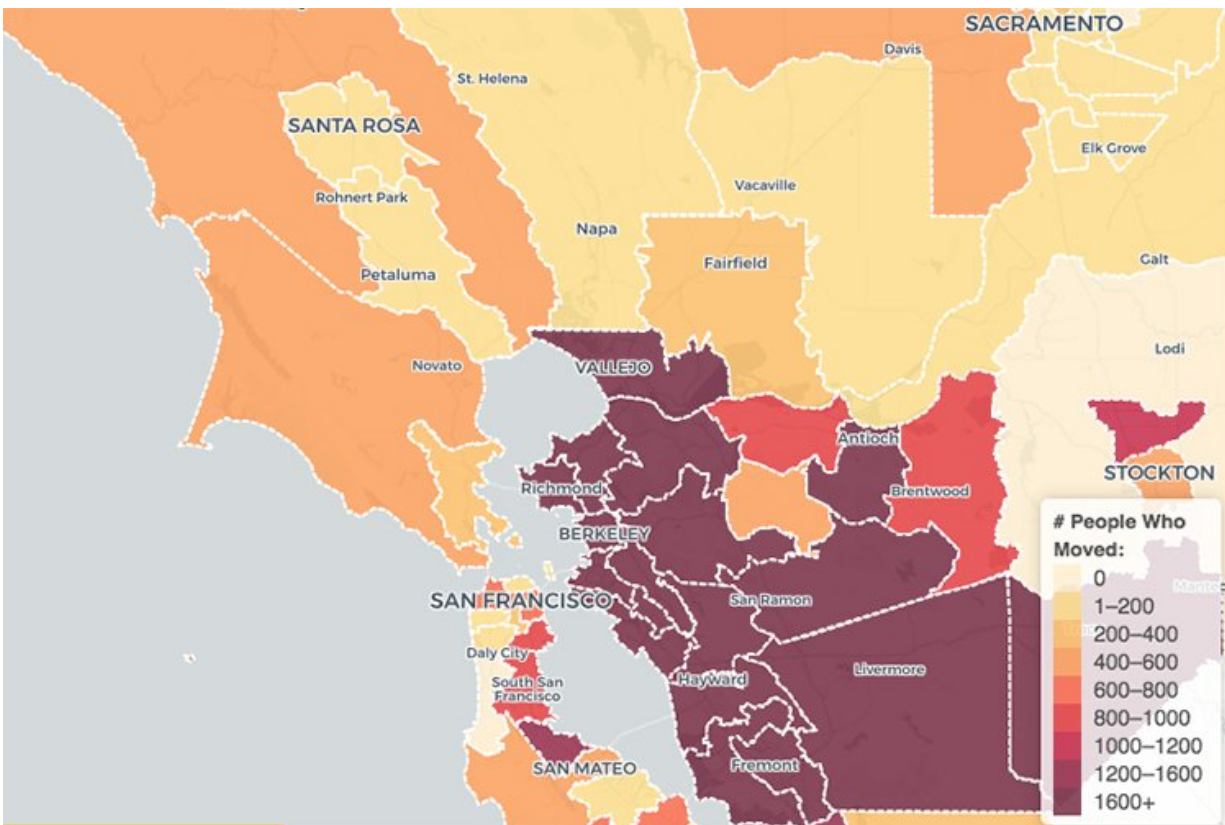 SACRAMENTO
Davis
St. Helena
SANTA ROSA
Elk Grove
Vacaville
Rohnert Park
Napa
Galt
Fairfield
Petaluma
Lodi
Novato
VALLEJO
Antioch
STOCKTON
Richmond
Brentwood
BERKELEY
# People Who
Moved:
0
1–200
200–400
400–600
600–800
800–1000
1000–1200
1200–1600
1600+
SAN FRANCISCO
San Ramon
Daly City
Livermore
South San
Francisco
Hayward
SAN MATEO
Fremont